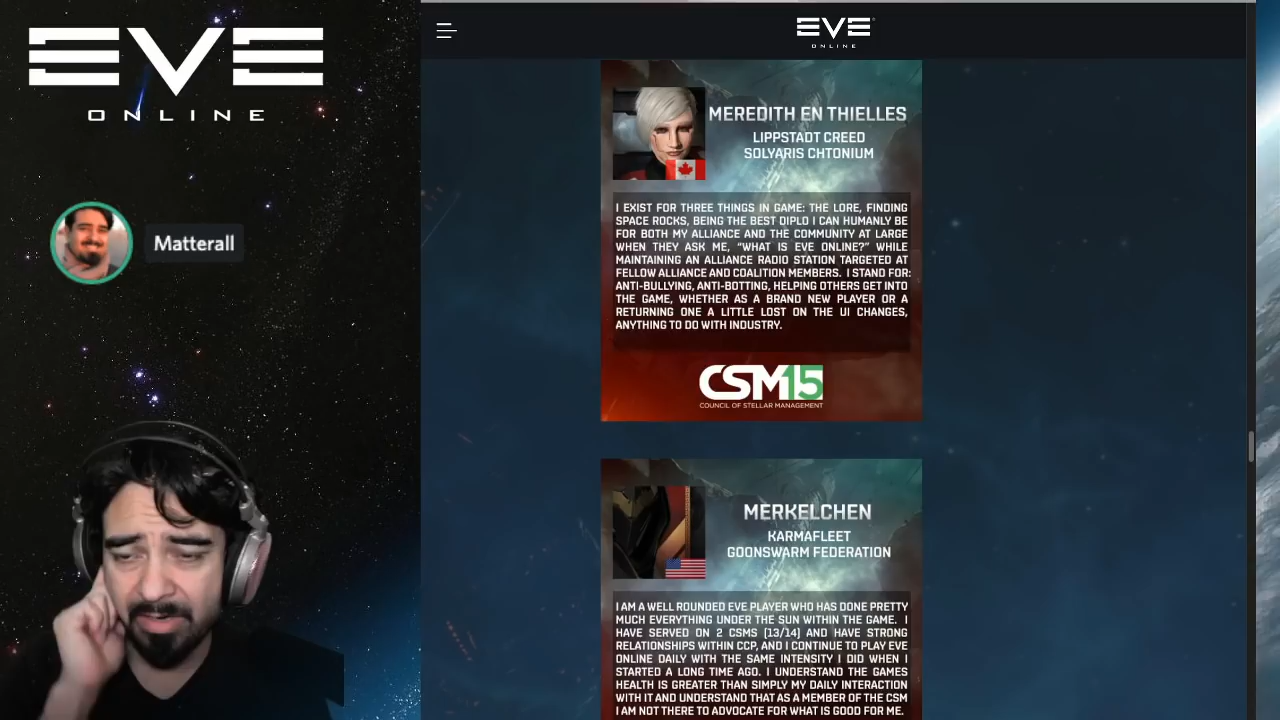 EVE
ONLINE
EVE
ONLINE
Matterall
MEREDITH EN THIELLES
LIPPSTADT CREED
SOLYARIS CHTONIUM
I EXIST FOR THREE THINGS IN GAME: THE LORE, FINDING
SPACE ROCKS, BEING THE BEST DIPLO I CAN HUMANLY BE
FOR BOTH MY ALLIANCE AND THE COMMUNITY AT LARGE
WHEN THEY ASK ME, "WHAT IS EVE ONLINE?" WHILE
MAINTAINING AN ALLIANCE RADIO STATION TARGETED AT
FELLOW ALLIANCE AND COALITION MEMBERS. I STAND FOR:
ANTI-BULLYING, ANTI-BOTTING, HELPING OTHERS GET INTO
THE GAME, WHETHER AS A BRAND NEW PLAYER OR A
RETURNING ONE A LITTLE LOST ON THE UI CHANGES,
ANYTHING TO DO WITH INDUSTRY.
CSM15
COUNCIL OF STELLAR MANAGEMENT
MERKELCHEN
KARMAFLEET
GOONSWARM FEDERATION
I AM A WELL ROUNDED EVE PLAYER WHO HAS DONE PRETTY
MUCH EVERYTHING UNDER THE SUN WITHIN THE GAME. I
HAVE SERVED ON 2 CSMS [13/14] AND HAVE STRONG
RELATIONSHIPS WITHIN CCP, AND I CONTINUE TO PLAY EVE
ONLINE DAILY WITH THE SAME INTENSITY I DID WHEN I
STARTED A LONG TIME AGO. I UNDERSTAND THE GAMES
HEALTH IS GREATER THAN SIMPLY MY DAILY INTERACTION
WITH IT AND UNDERSTAND THAT AS A MEMBER OF THE CSM
I AM NOT THERE TO ADVOCATE FOR WHAT IS GOOD FOR ME.